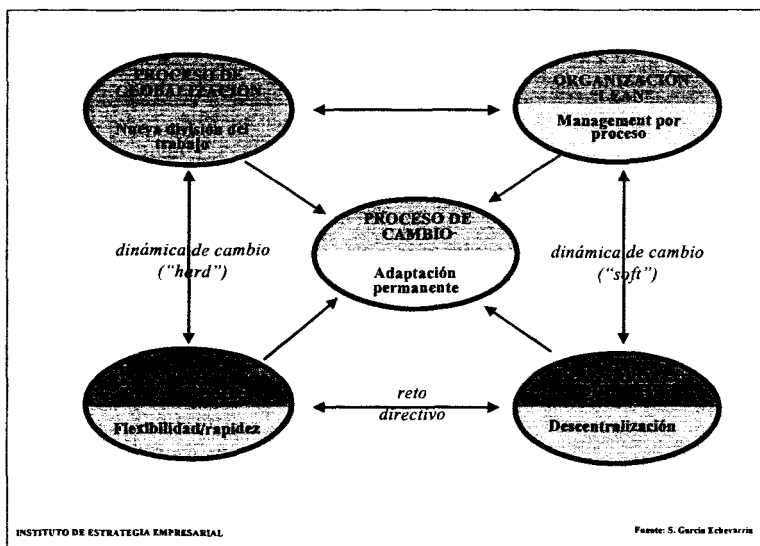 PROCESO DE
GLOBALIZACIÓN
Nueva división del
trabajo
ORGANIZACIÓN
"LEAN"
Management por
proceso
PROCESO DE
CAMBIO
Adaptación
permanente
dinámica de cambio
("hard")
dinámica de cambio
("soft")
Flexibilidad/rapidez
reto
directivo
Descentralización
INSTITUTO DE ESTRATEGIA EMPRESARIAL
Fuente: S. García Echevarría